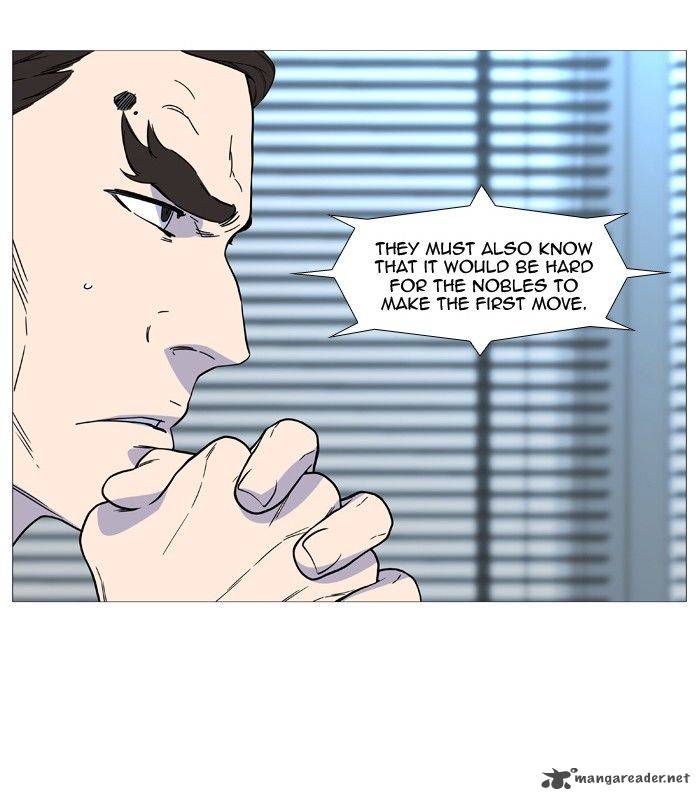 THEY MUST ALSO KNOW
THAT IT WOULD BE HARD
FOR THE NOBLES TO
MAKE THE FIRST MOVE.
mangareader.net